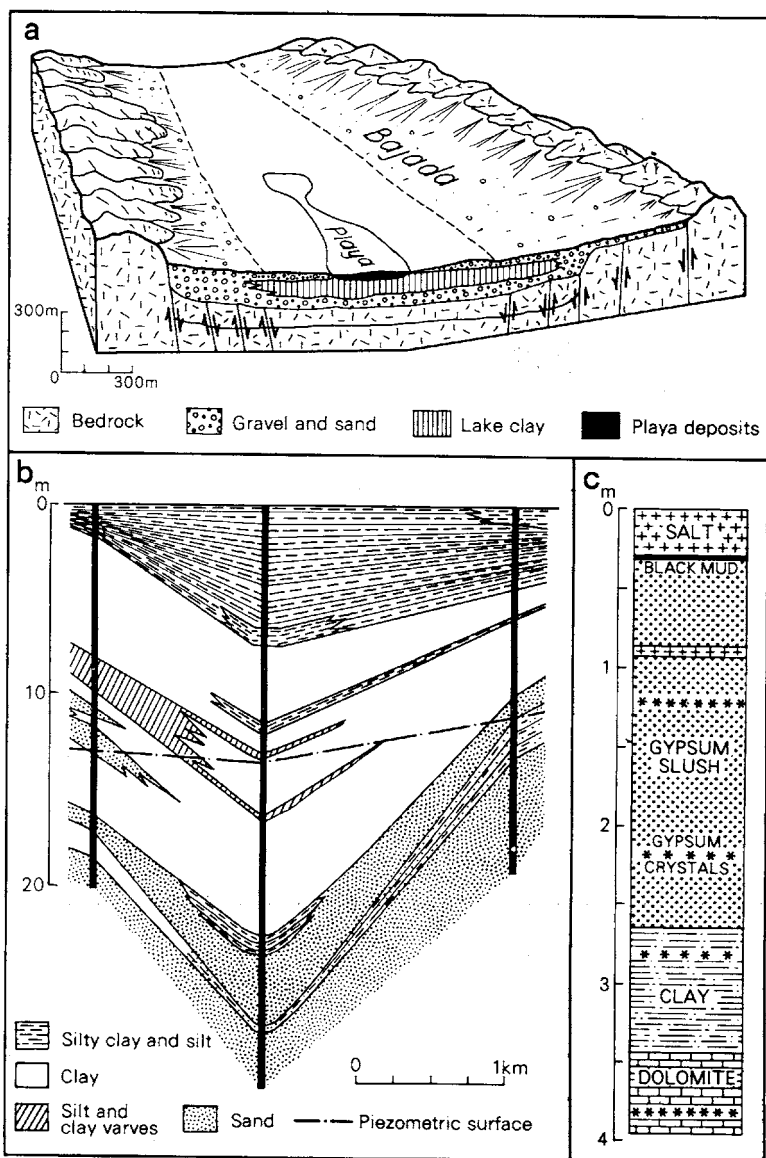 a
Bajada
Playa
300m
0 300m
Bedrock
Gravel and sand
Lake clay
Playa deposits
b
m
0
10
20
Silty clay and silt
Clay
Silt and
clay varves
Sand
Piezometric surface
0 1km
c
m
0
1
2
3
4
SALT
BLACK MUD
GYPSUM
SLUSH
GYPSUM
CRYSTALS
CLAY
DOLOMITE